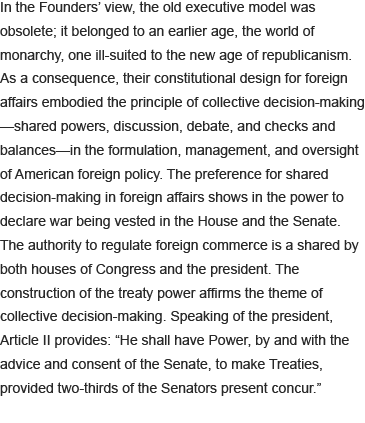 In the Founders’ view, the old executive model was
obsolete; it belonged to an earlier age, the world of
monarchy, one ill-suited to the new age of republicanism.
As a consequence, their constitutional design for foreign
affairs embodied the principle of collective decision-making
—shared powers, discussion, debate, and checks and
balances—in the formulation, management, and oversight
of American foreign policy. The preference for shared
decision-making in foreign affairs shows in the power to
declare war being vested in the House and the Senate.
The authority to regulate foreign commerce is a shared by
both houses of Congress and the president. The
construction of the treaty power affirms the theme of
collective decision-making. Speaking of the president,
Article II provides: “He shall have Power, by and with the
advice and consent of the Senate, to make Treaties,
provided two-thirds of the Senators present concur.”